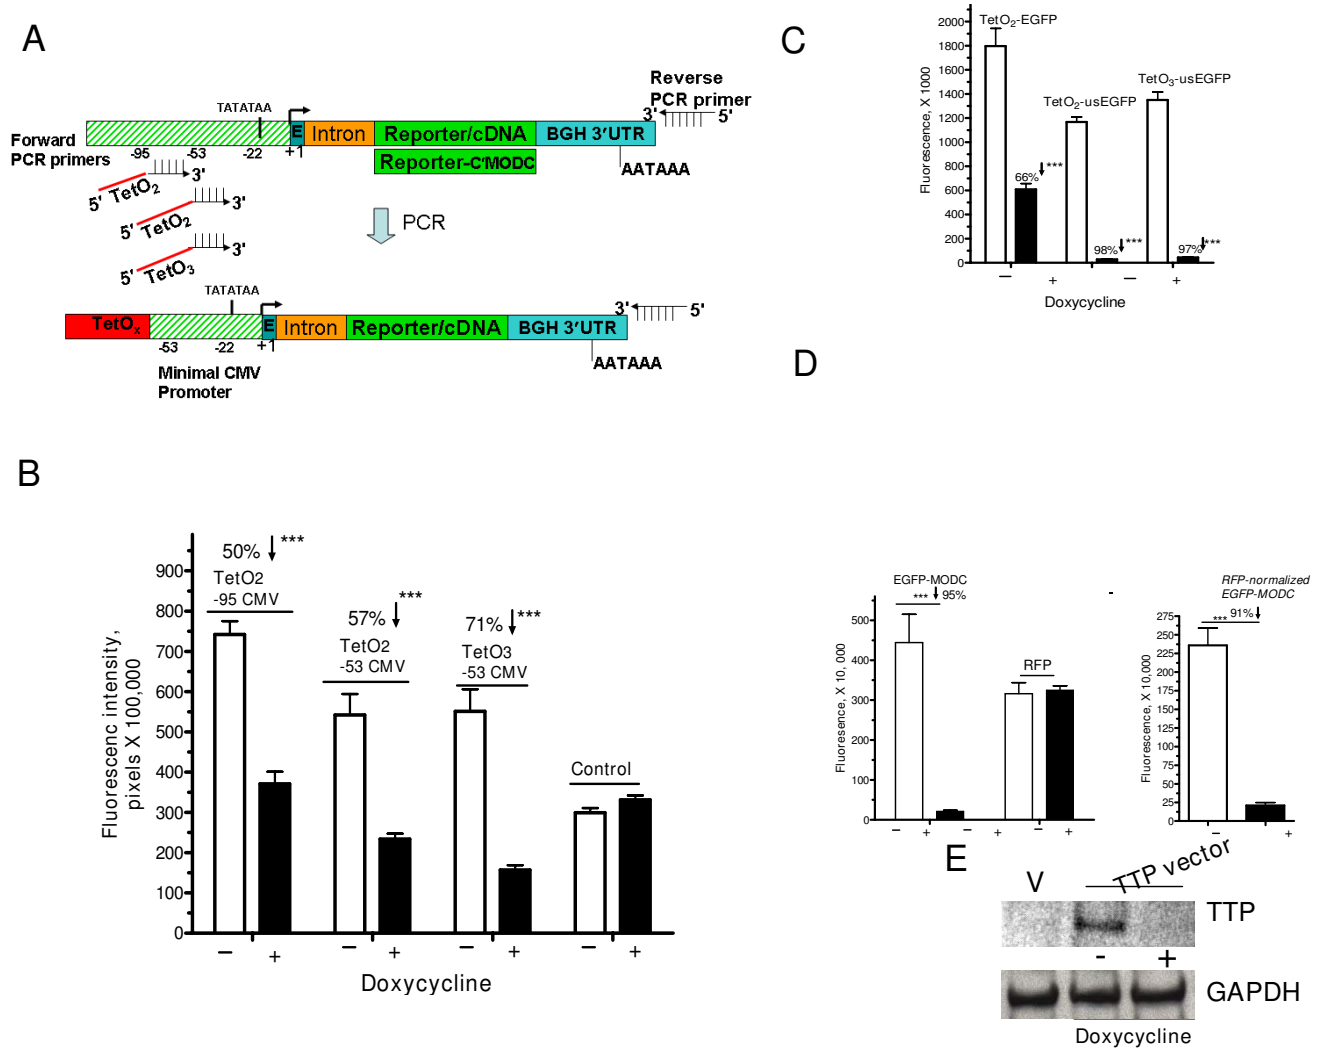 A
Reverse
PCR primer
TATATAA
3' 5'
E Intron Reporter/cDNA BGH 3'UTR
Forward
PCR primers
-95 -53 -22 +1
Reporter-C'MODC
AATAAA
5' TetO2 3'
5' TetO2 3'
5' TetO3 3'
PCR
TATATAA
3' 5'
TetOx E Intron Reporter/cDNA BGH 3'UTR
-53 -22 +1
AATAAA
Minimal CMV
Promoter
B
Fluorescenc intensity,
pixels X 100,000
900
800
700
600
500
400
300
200
100
0
50% ***
TetO2
-95 CMV
57% ***
TetO2
-53 CMV
71% ***
TetO3
-53 CMV
Control
– + – + – + – +
Doxycycline
C
Fluorescence, X 1000
2000
1800
1600
1400
1200
1000
800
600
400
200
0
TetO2-EGFP
TetO2-usEGFP
TetO3-usEGFP
66% ***
98% ***
97% ***
– + – +
Doxycycline
D
EGFP-MODC
*** 95%
RFP
Fluoresence, X 10, 000
500
400
300
200
100
0
– + – + – +
-
RFP-normalized
EGFP-MODC
*** 91%
Fluorescence, X 10,000
275
250
225
200
175
150
125
100
75
50
25
0
– +
E
V TTP vector
TTP
- +
GAPDH
Doxycycline